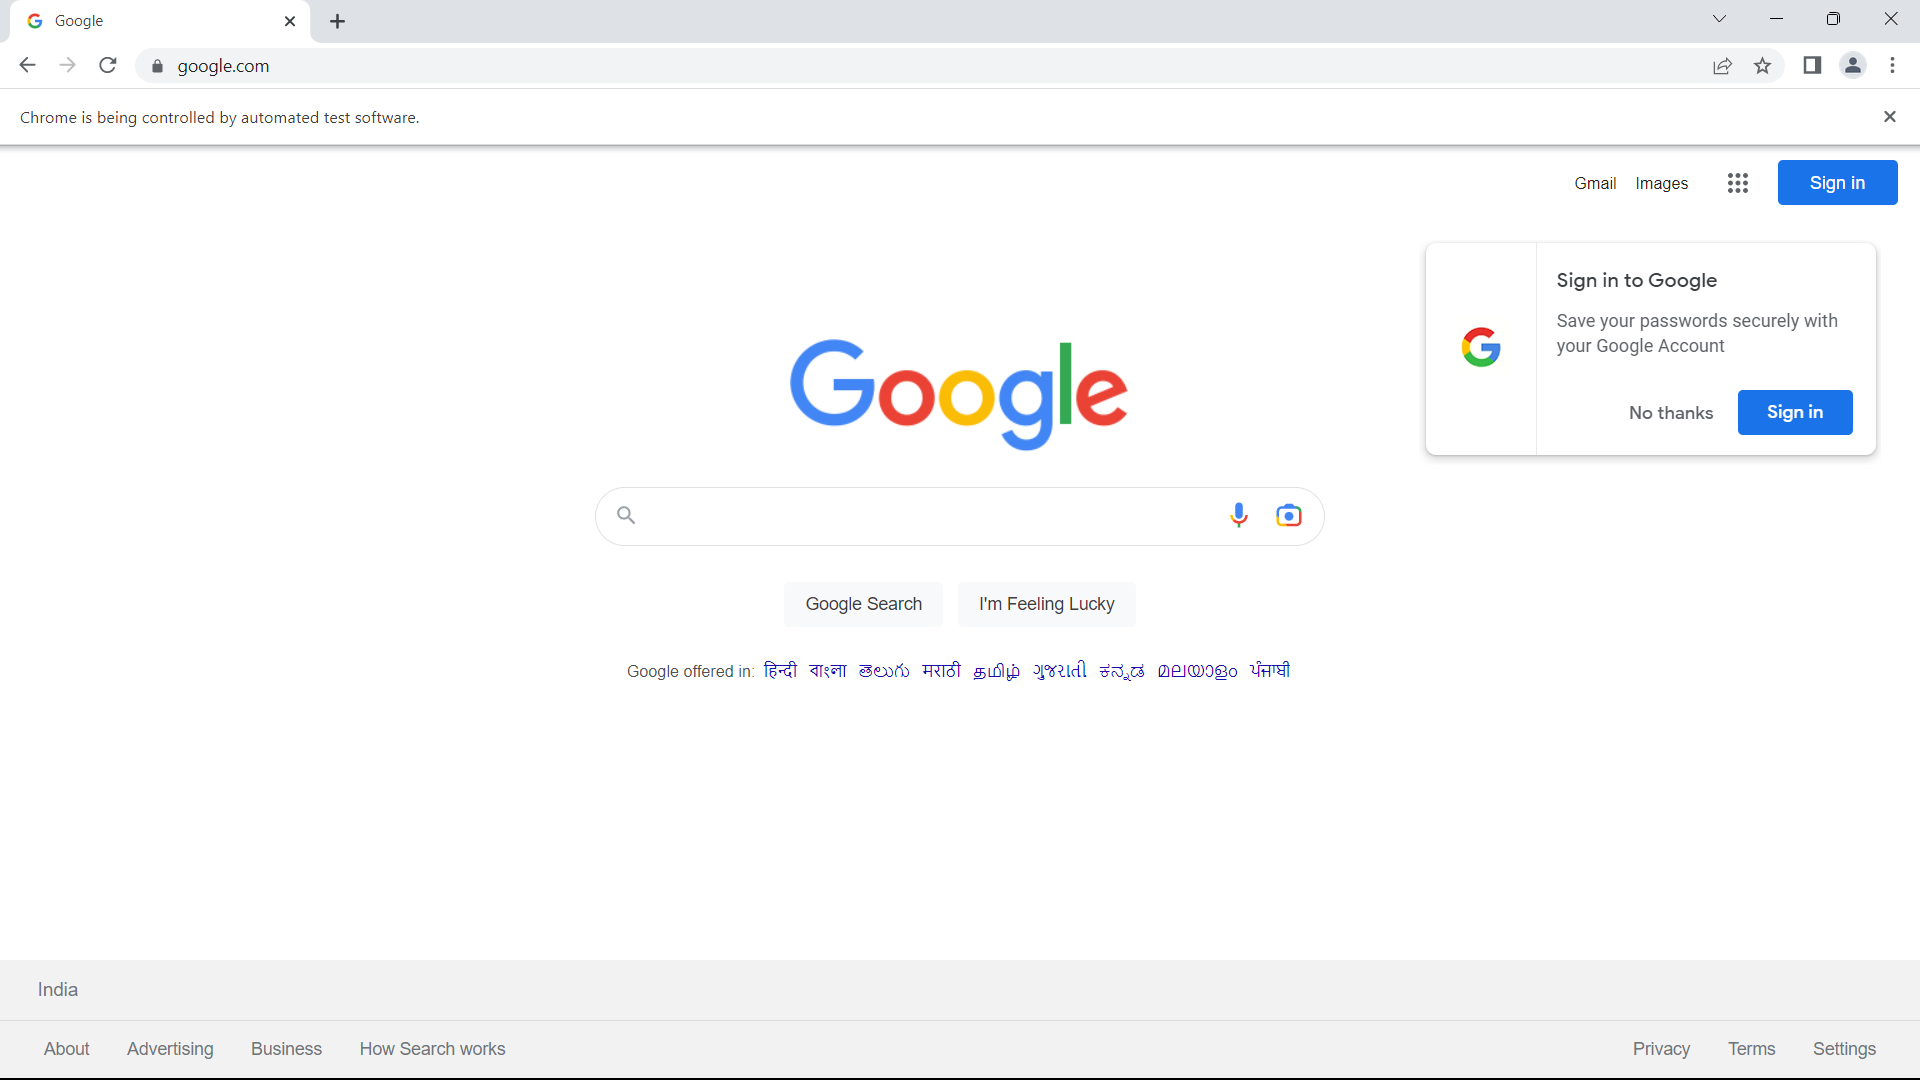 Google
google.com
Chrome is being controlled by automated test software.
Gmail Images Sign in
Sign in to Google
Save your passwords securely with
your Google Account
No thanks Sign in
Google
Google Search I'm Feeling Lucky
Google offered in: हिन्दी বাংলা తెలుగు मराठी தமிழ் ગુજરાતી ಕನ್ನಡ മലയാളം ਪੰਜਾਬੀ
India
About Advertising Business How Search works Privacy Terms Settings